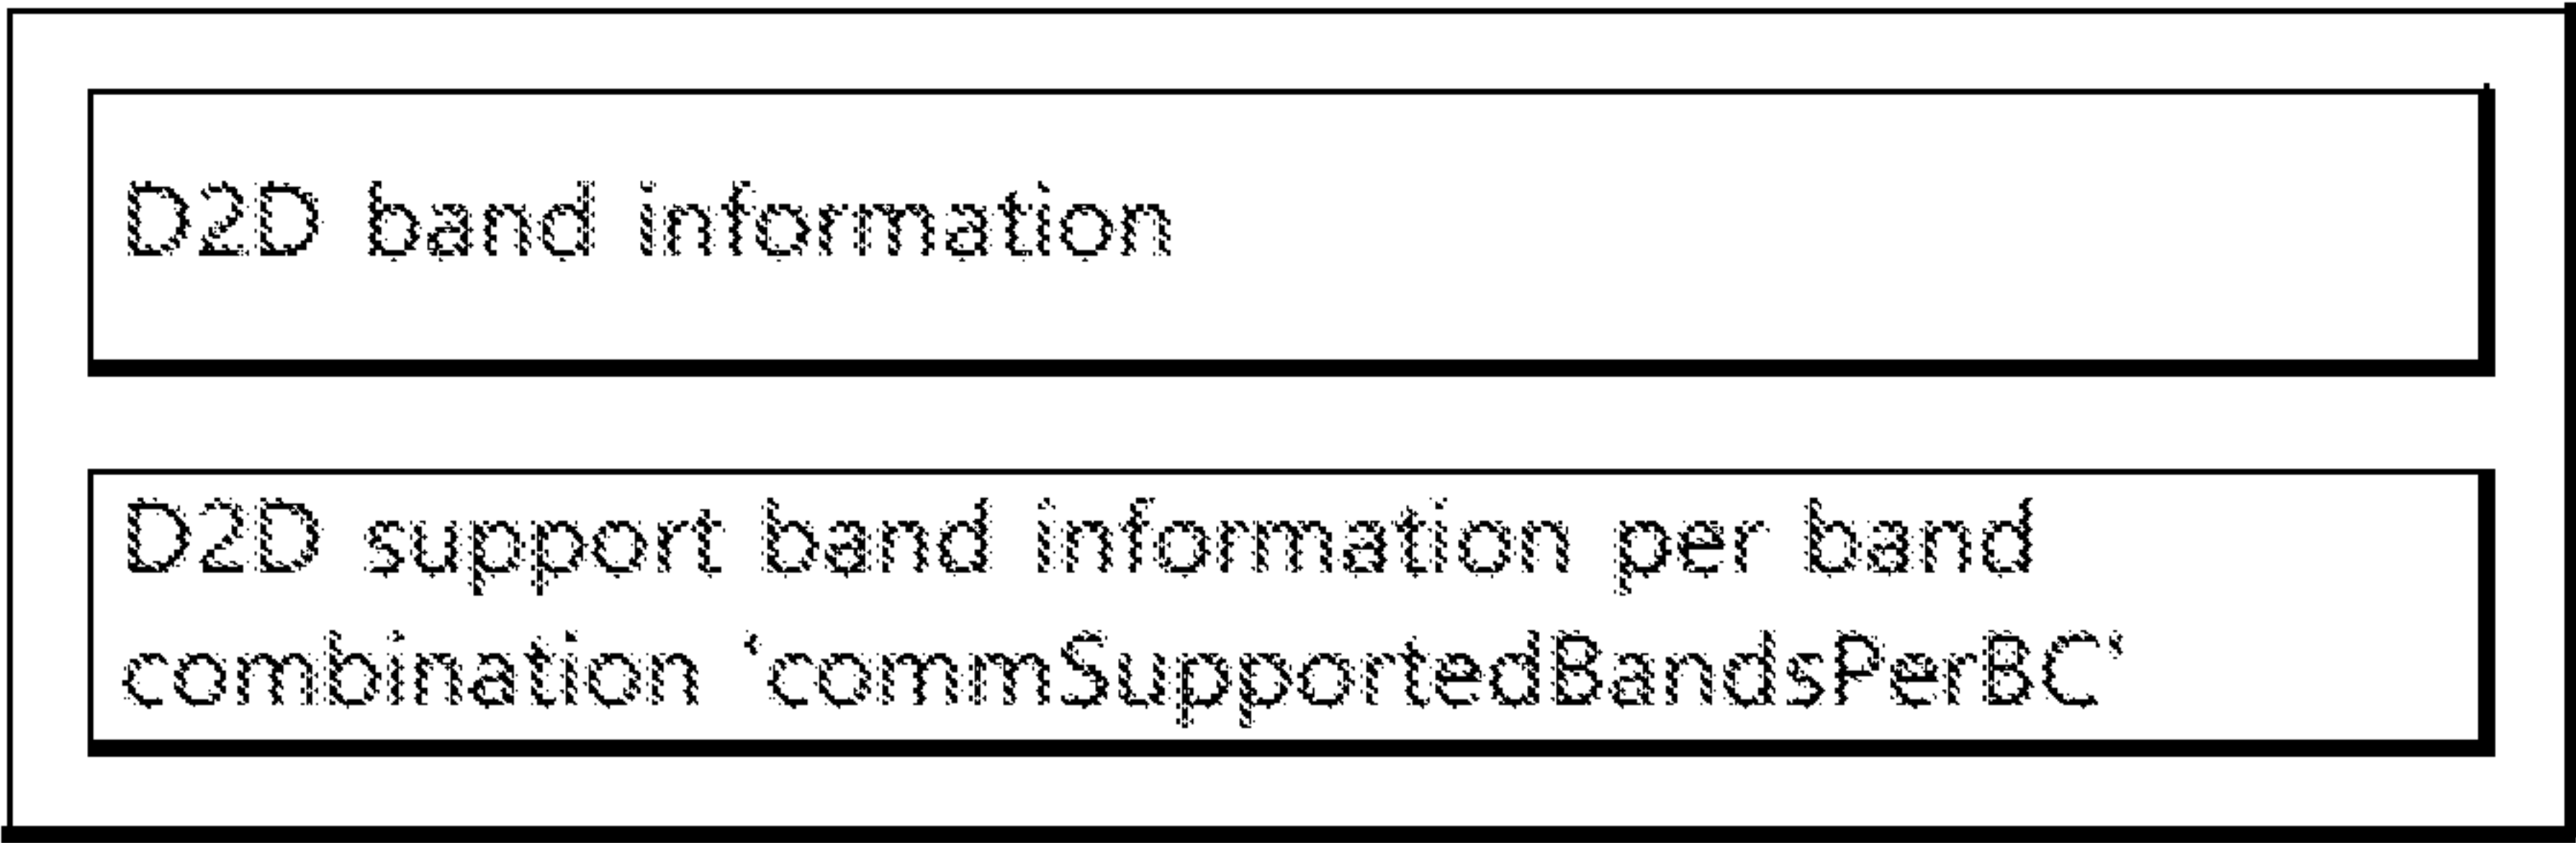 D2D band information
D2D support band information per band
combination ‘commSupportedBandsPerBC‘